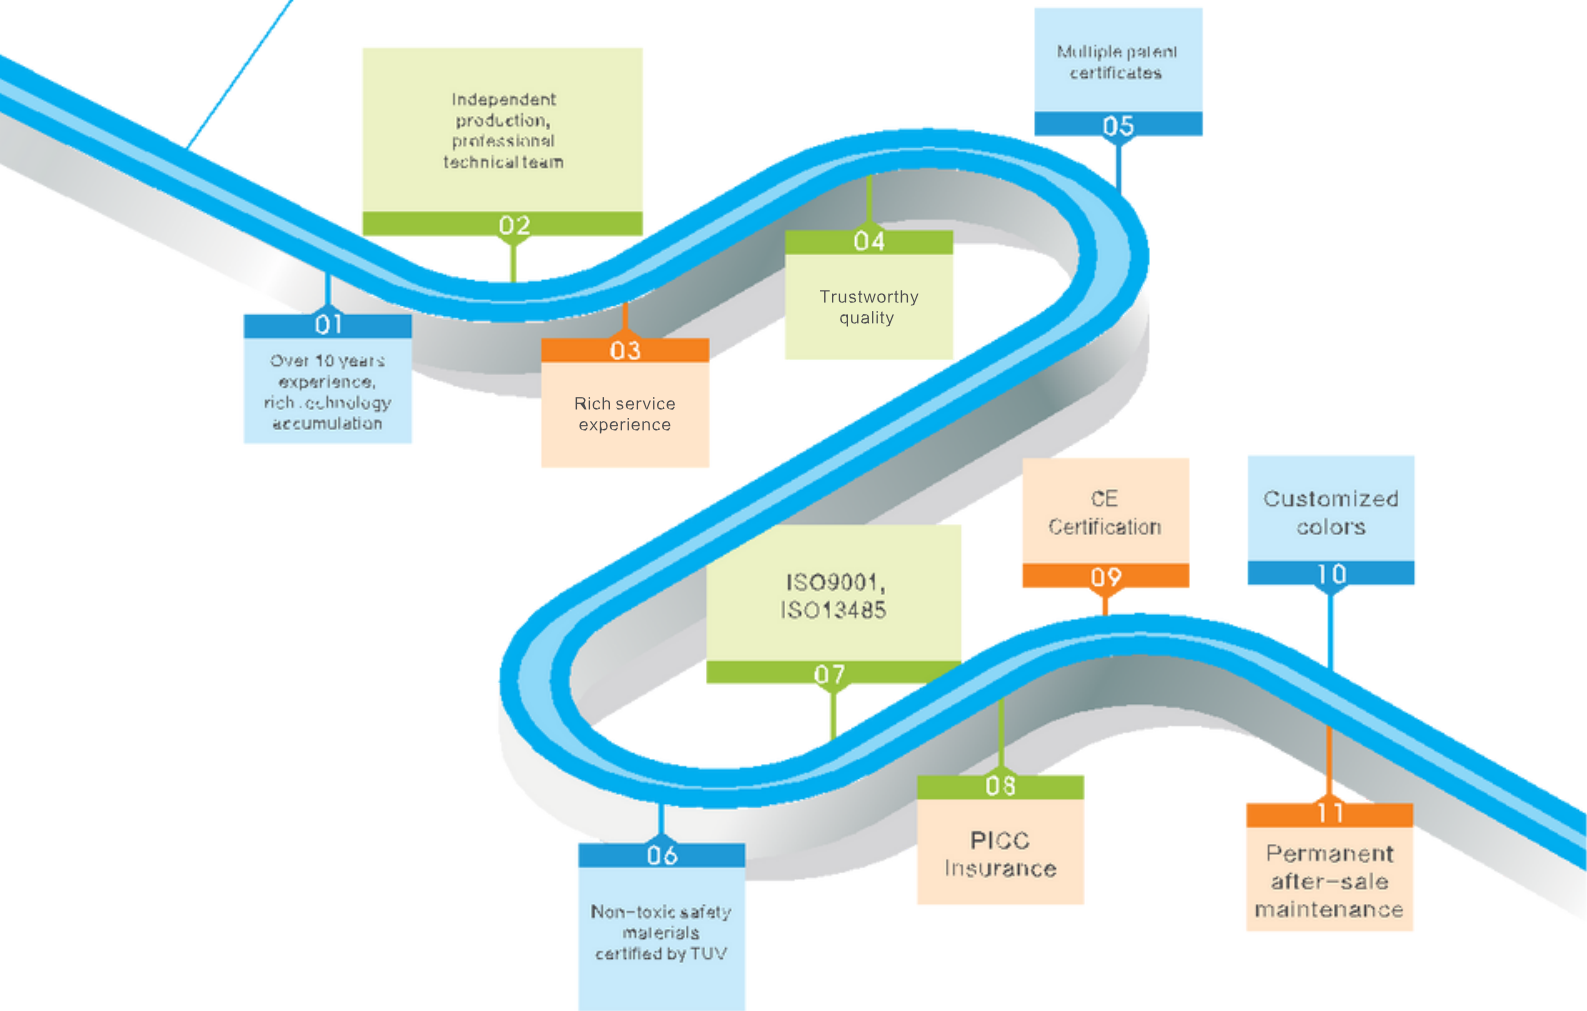 01
Over 10 years
experience,
rich technology
accumulation
Independent
production,
professional
technical team
02
03
Rich service
experience
04
Trustworthy
quality
Multiple patent
certificates
05
06
Non-toxic safety
materials
certified by TUV
ISO9001,
ISO13485
07
08
PICC
Insurance
CE
Certification
09
Customized
colors
10
11
Permanent
after-sale
maintenance